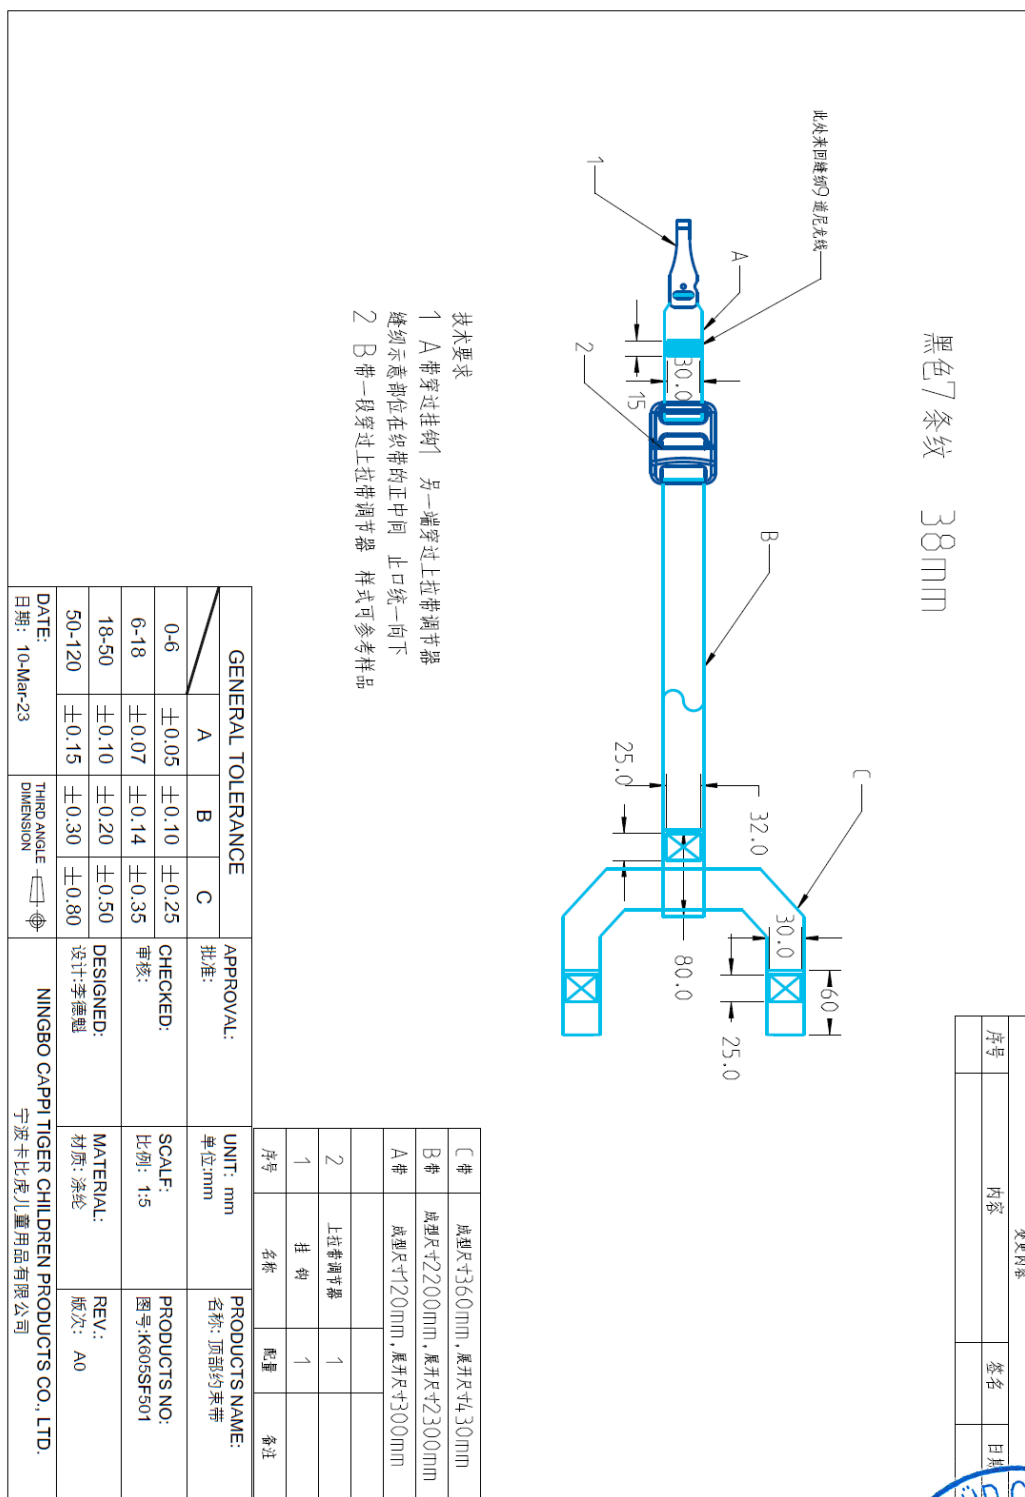 黑色7条纹 38mm
此处来回缝纫9道尼龙线
1
A
2
B
C
30.0
15
25.0
32.0
80.0
30.0
60
25.0
技术要求
1 A带穿过挂钩1 另一端穿过上拉带调节器
缝纫示意部位在织带的正中间 止口统一向下
2 B带一段穿过上拉带调节器 样式可参考样品
变更内容
序号 内容 签名 日期
C带 成型尺寸360mm,展开尺寸430mm
B带 成型尺寸2200mm,展开尺寸2300mm
A带 成型尺寸120mm,展开尺寸300mm
2 上拉带调节器 1
1 挂钩 1
序号 名称 配量 备注
GENERAL TOLERANCE
A B C
0-6 ±0.05 ±0.10 ±0.25
6-18 ±0.07 ±0.14 ±0.35
18-50 ±0.10 ±0.20 ±0.50
50-120 ±0.15 ±0.30 ±0.80
DATE:
日期: 10-Mar-23
THIRD ANGLE
DIMENSION
APPROVAL:
批准:
CHECKED:
审核:
DESIGNED:
设计:李德魁
UNIT: mm
单位:mm
SCALF:
比例: 1:5
MATERIAL:
材质: 涤纶
PRODUCTS NAME:
名称: 顶部约束带
PRODUCTS NO:
图号:K605SF501
REV.:
版次: A0
NINGBO CAPPI TIGER CHILDREN PRODUCTS CO., LTD.
宁波卡比虎儿童用品有限公司